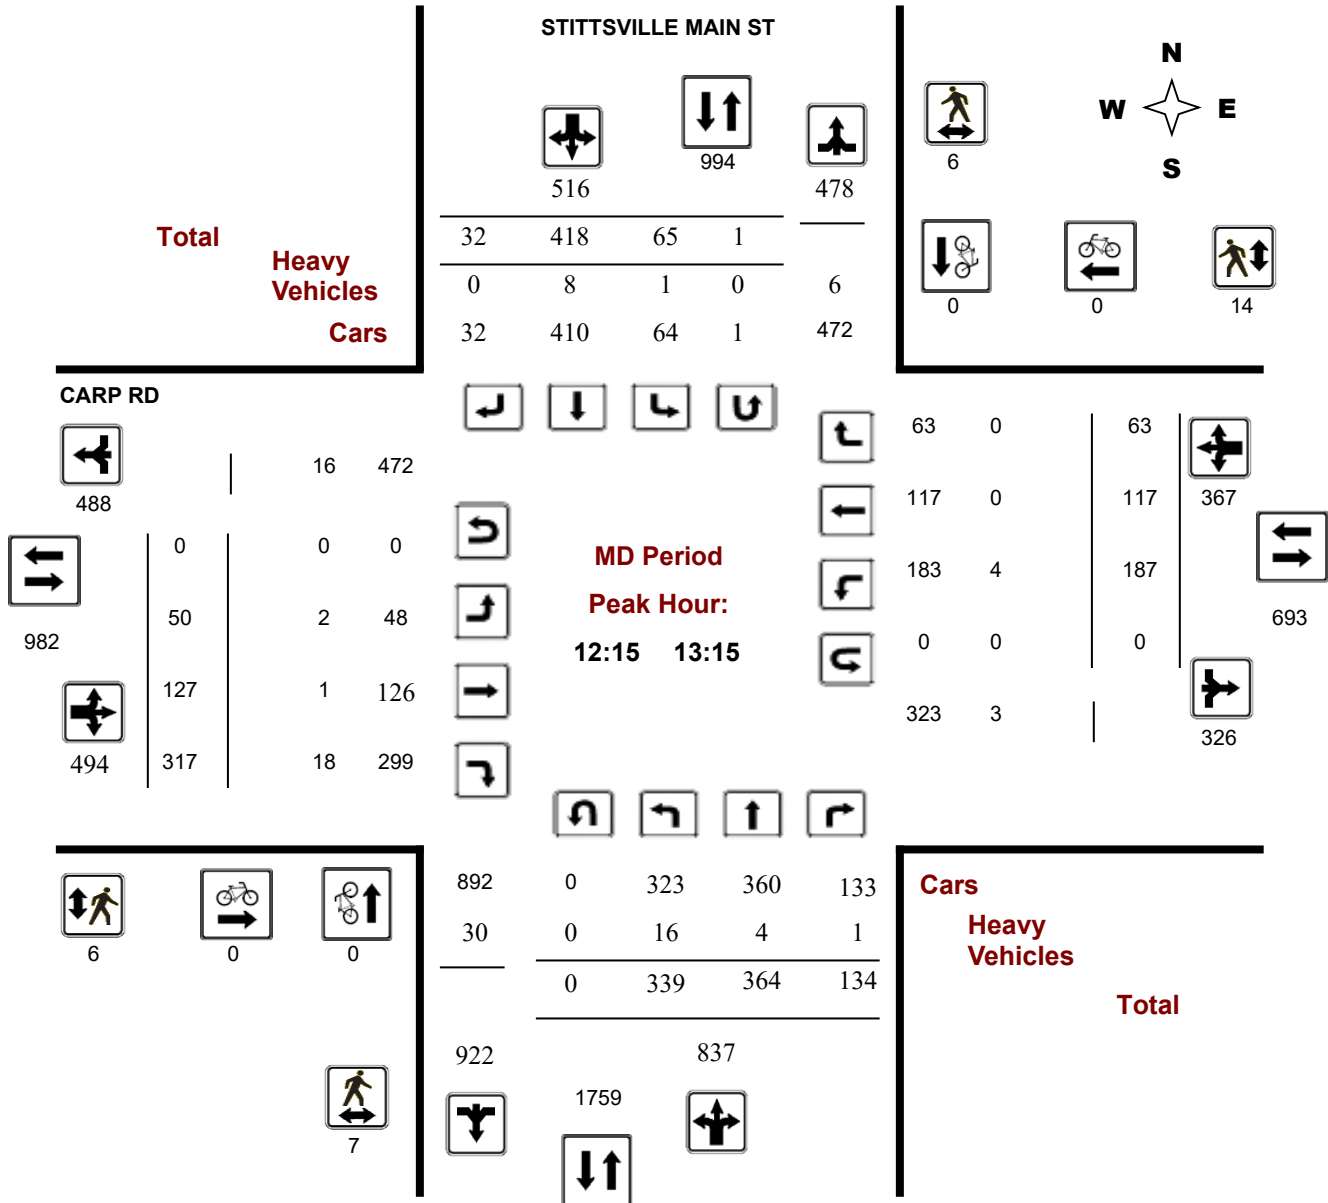 STITTSVILLE MAIN ST
N
W E
S
994
6
516 478
Total 32 418 65 1
Heavy
Vehicles 0 8 1 0 6
0 0 14
Cars 32 410 64 1 472
CARP RD
63 0 63
16 472
488
117 0 117 367
0 0 0
MD Period
183 4 187
Peak Hour:
50 2 48 693
982
12:15 13:15
0 0 0
127 1 126
323 3
326
494 317 18 299
892 0 323 360 133
Cars
30 0 16 4 1
Heavy
Vehicles
6 0 0
0 339 364 134
Total
922 837
1759
7